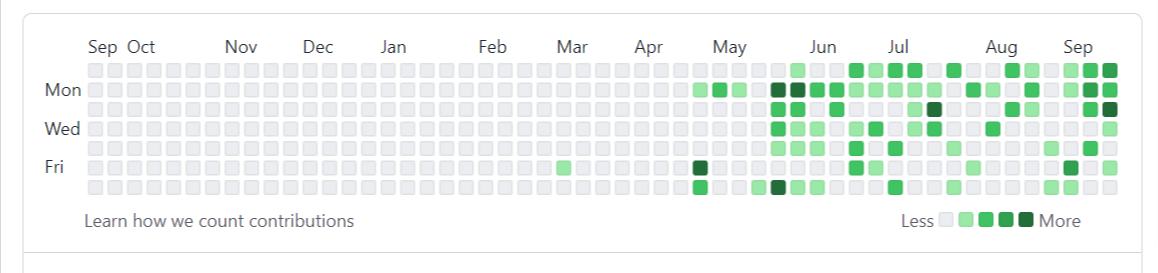 Sep Oct Nov Dec Jan Feb Mar Apr May Jun Jul Aug Sep
Mon
Wed
Fri
Learn how we count contributions Less More